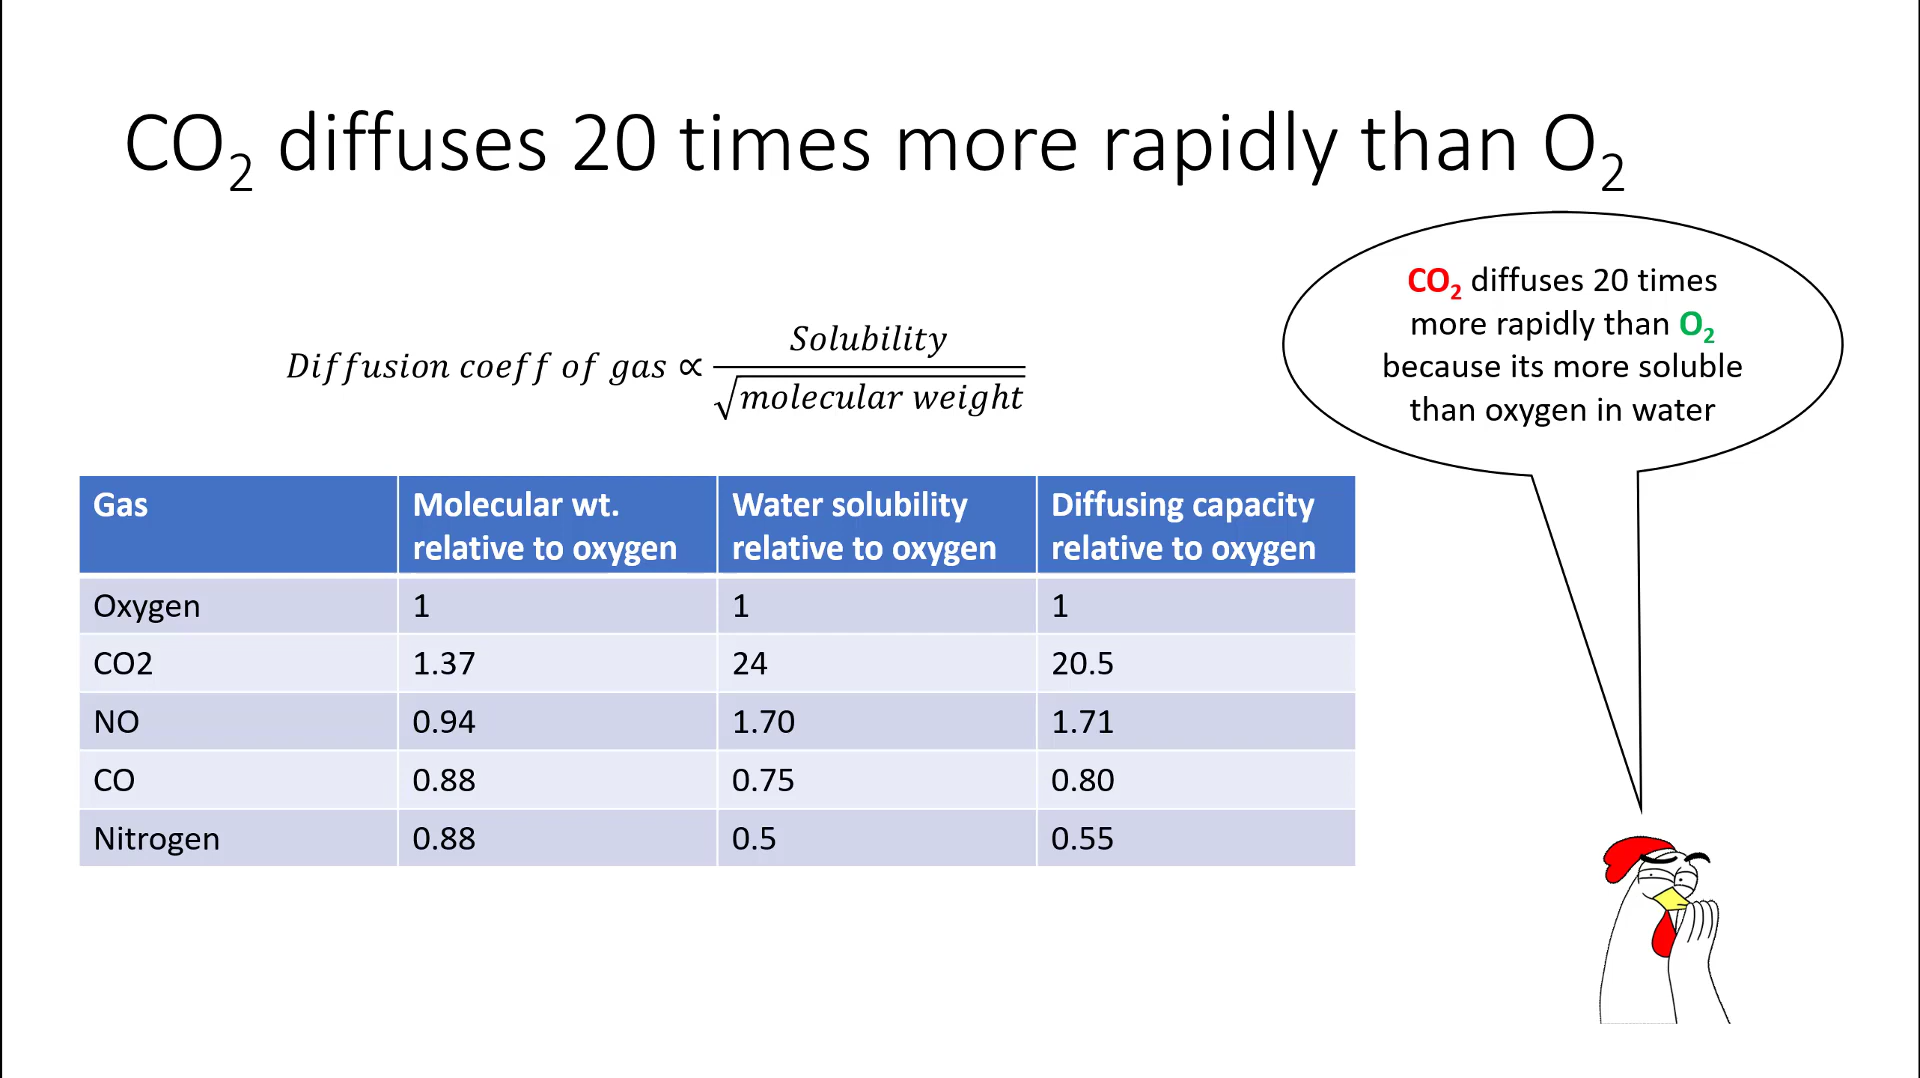 CO₂ diffuses 20 times more rapidly than O₂
CO₂ diffuses 20 times
more rapidly than O₂
because its more soluble
than oxygen in water
Diffusion coeff of gas ∝ Solubility / √molecular weight
Gas Molecular wt. relative to oxygen Water solubility relative to oxygen Diffusing capacity relative to oxygen
Oxygen 1 1 1
CO2 1.37 24 20.5
NO 0.94 1.70 1.71
CO 0.88 0.75 0.80
Nitrogen 0.88 0.5 0.55